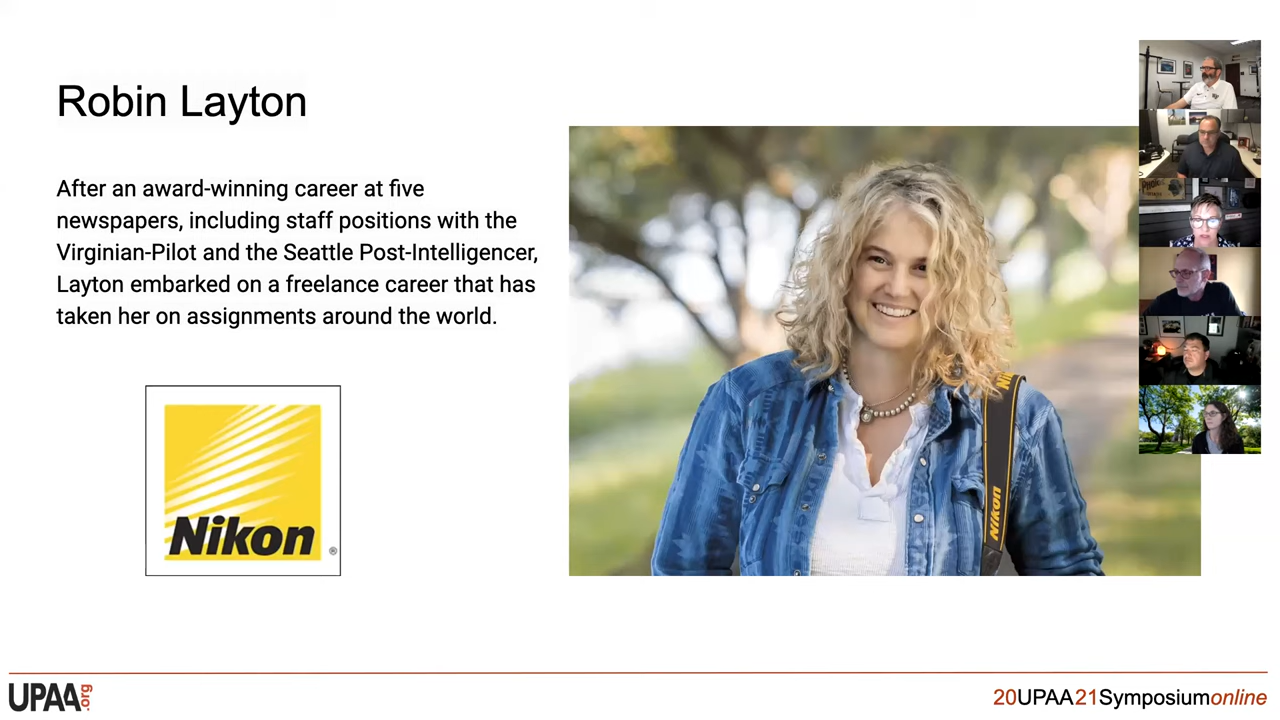 Robin Layton
After an award-winning career at five
newspapers, including staff positions with the
Virginian-Pilot and the Seattle Post-Intelligencer,
Layton embarked on a freelance career that has
taken her on assignments around the world.
Nikon ®
Nikon
UPAA.org
20UPAA21Symposiumonline